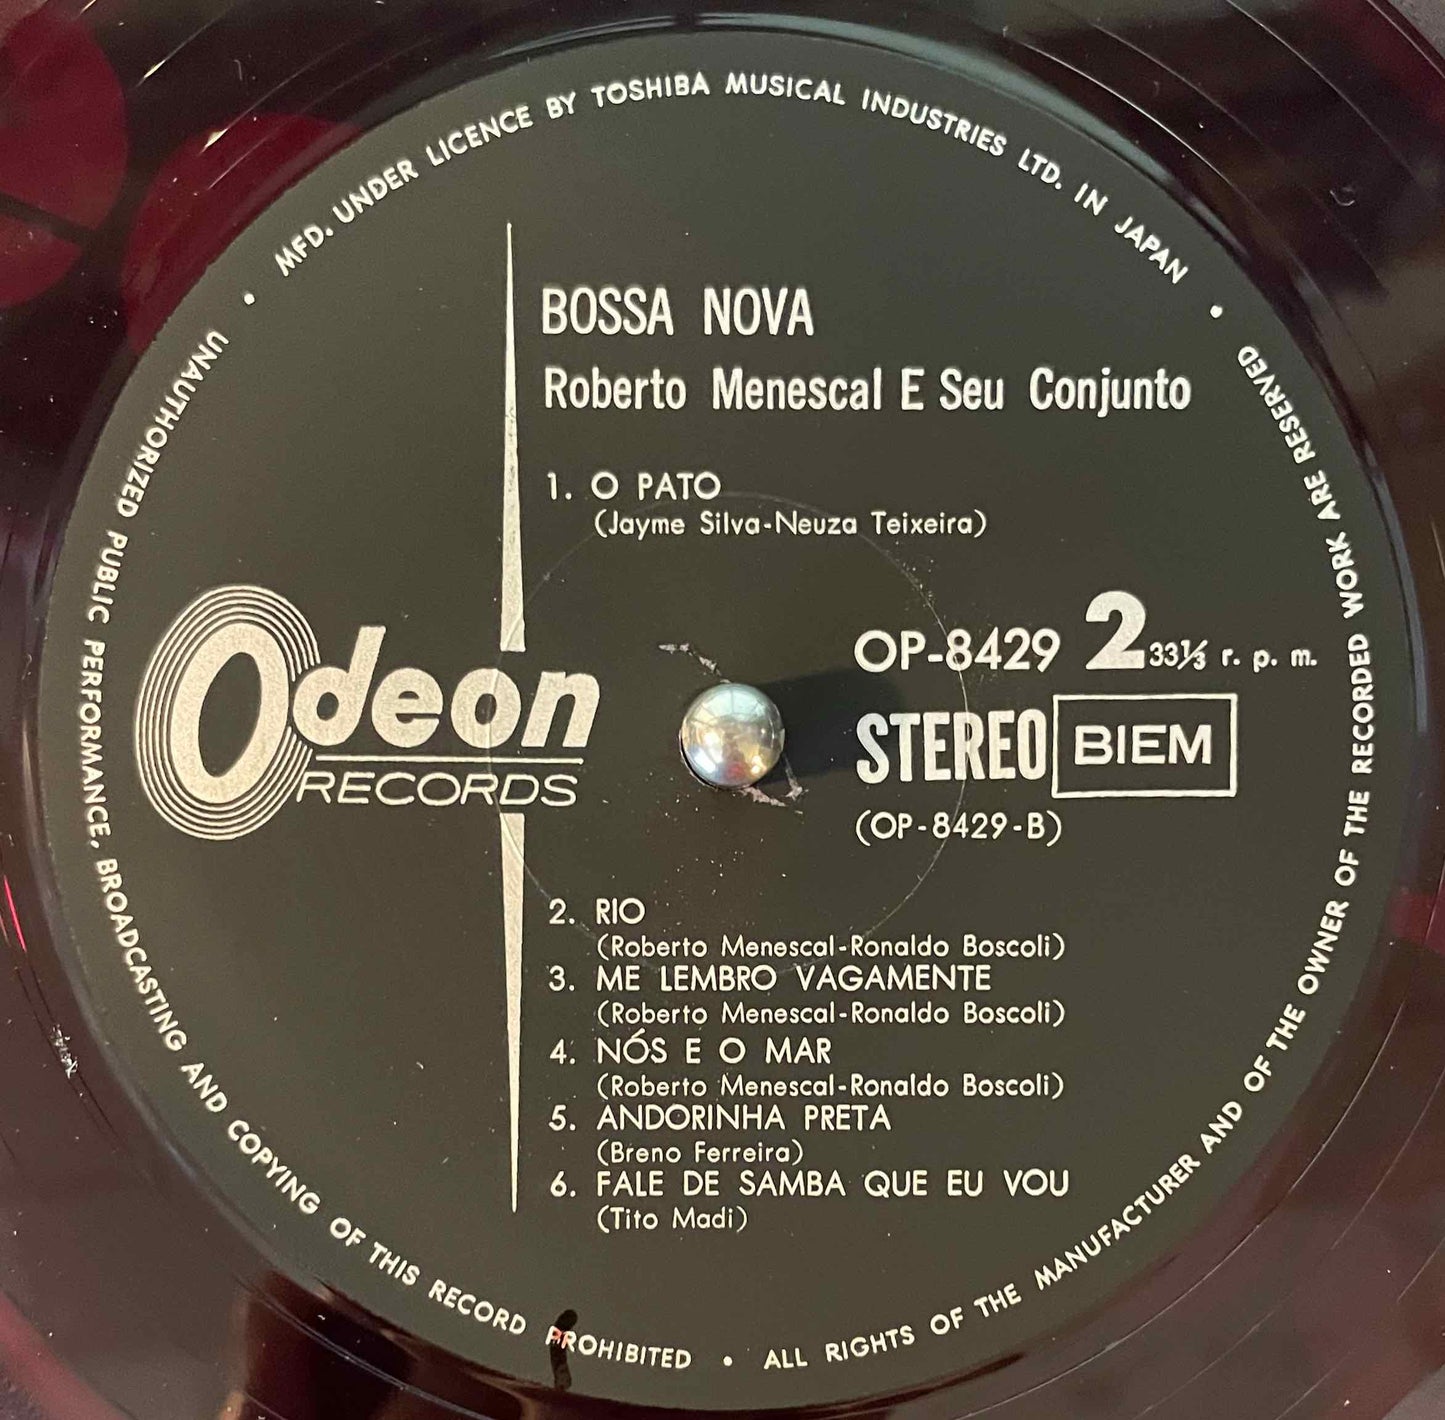 MFD. UNDER LICENCE BY TOSHIBA MUSICAL INDUSTRIES LTD. IN JAPAN •
BOSSA NOVA
Roberto Menescal E Seu Conjunto
1. O PATO
(Jayme Silva-Neuza Teixeira)
Odeon
RECORDS
OP-8429 2 33⅓ r. p. m.
STEREO BIEM
(OP-8429-B)
2. RIO
(Roberto Menescal-Ronaldo Boscoli)
3. ME LEMBRO VAGAMENTE
(Roberto Menescal-Ronaldo Boscoli)
4. NÓS E O MAR
(Roberto Menescal-Ronaldo Boscoli)
5. ANDORINHA PRETA
(Breno Ferreira)
6. FALE DE SAMBA QUE EU VOU
(Tito Madi)
• UNAUTHORIZED PUBLIC PERFORMANCE, BROADCASTING AND COPYING OF THIS RECORD PROHIBITED •
ALL RIGHTS OF THE MANUFACTURER AND OF THE OWNER OF THE RECORDED WORK ARE RESERVED